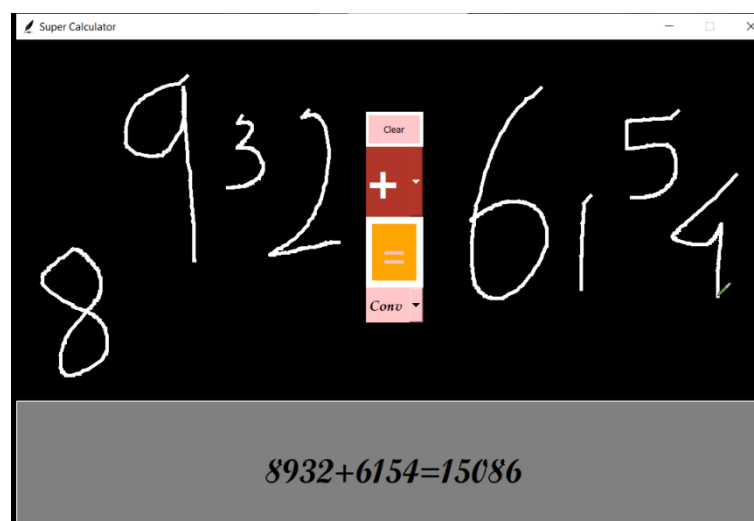 Super Calculator
8932
Clear
+
=
Conv
6154
8932+6154=15086